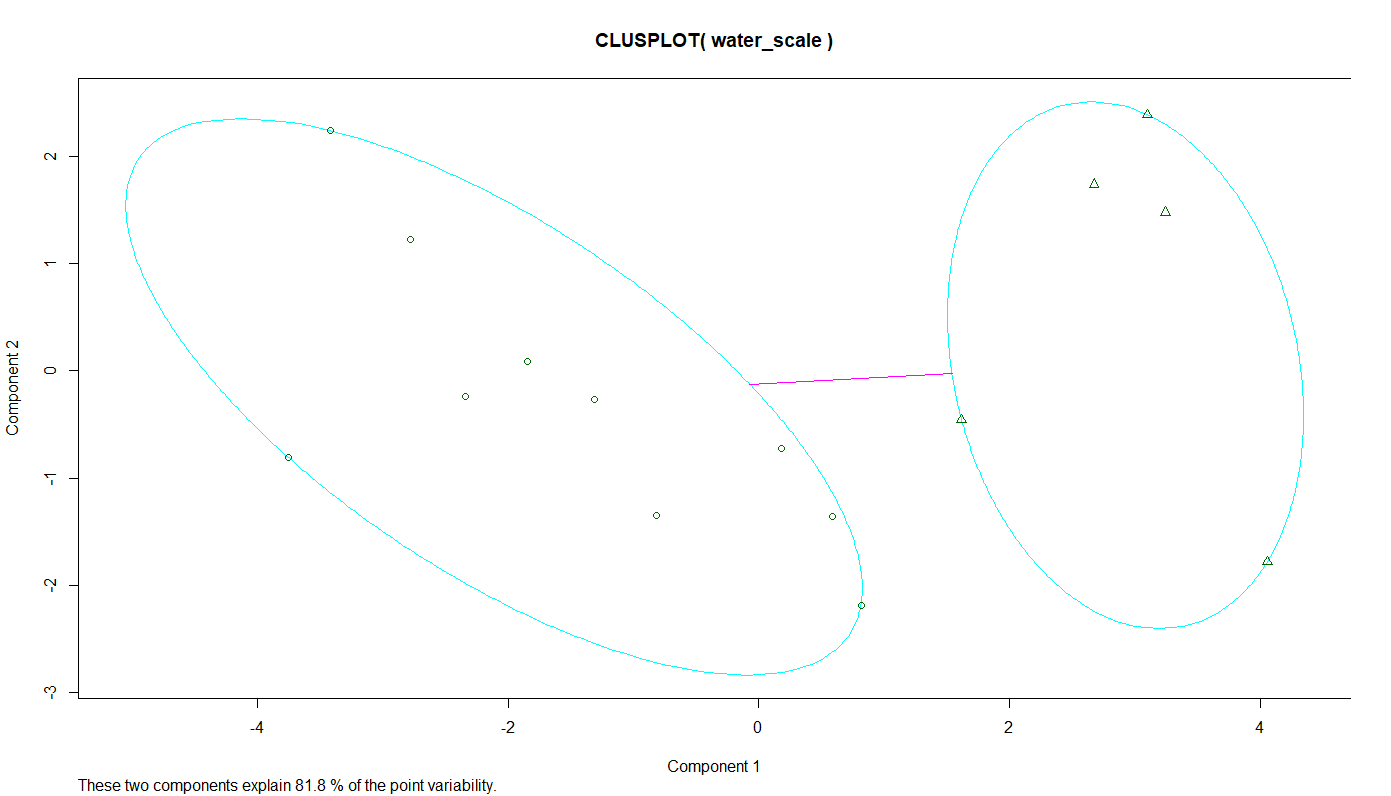 CLUSPLOT( water_scale )
2
1
0
-1
-2
-3
Component 2
-4 -2 0 2 4
Component 1
These two components explain 81.8 % of the point variability.